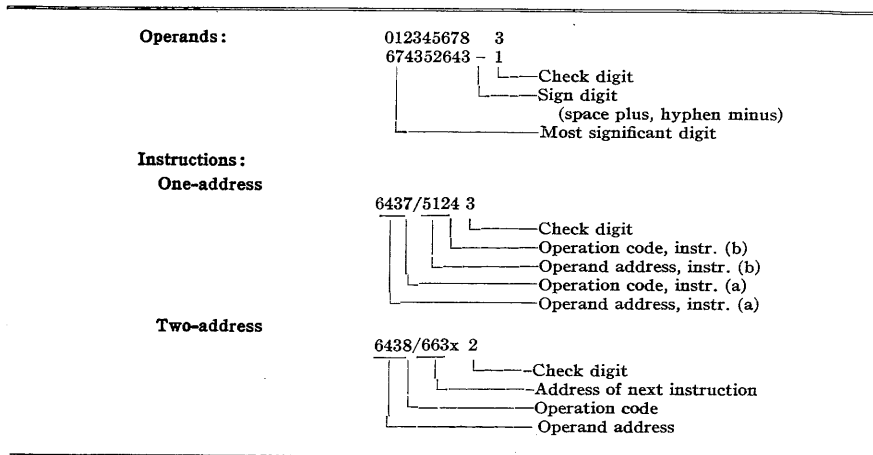 Operands:
012345678 3
674352643 - 1
Check digit
Sign digit
(space plus, hyphen minus)
Most significant digit
Instructions:
One-address
6437/5124 3
Check digit
Operation code, instr. (b)
Operand address, instr. (b)
Operation code, instr. (a)
Operand address, instr. (a)
Two-address
6438/663x 2
Check digit
Address of next instruction
Operation code
Operand address